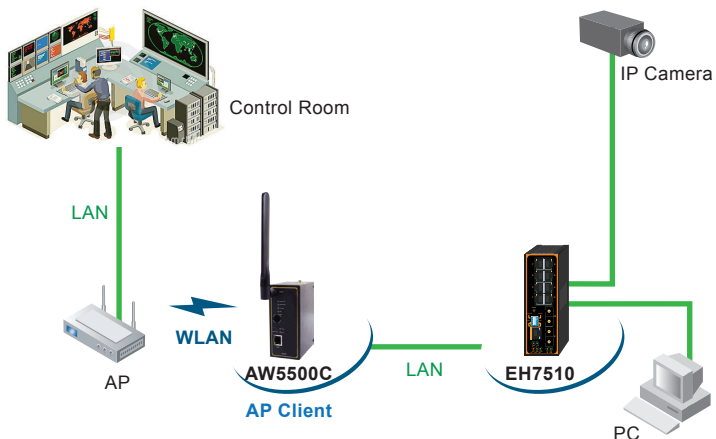 IP Camera
Control Room
LAN
WLAN
AP
AW5500C
AP Client
LAN
EH7510
PC